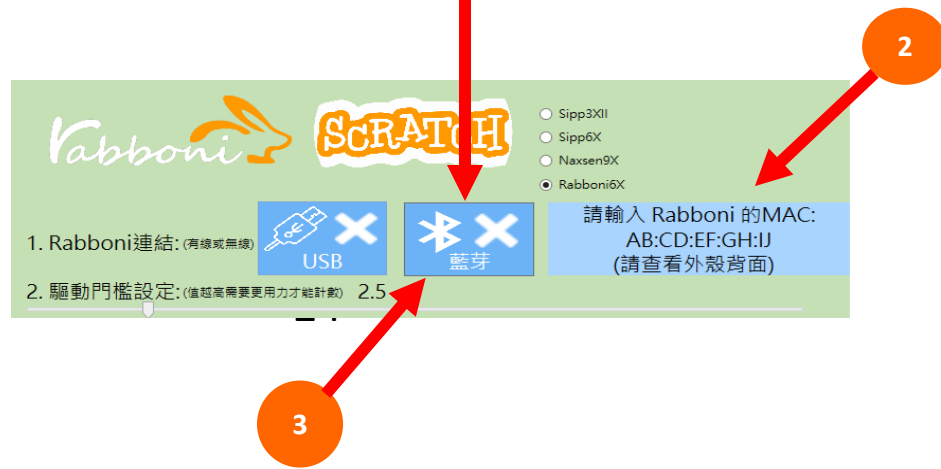 2
rabboni
SCRATCH
Sipp3XII
Sipp6X
Naxsen9X
Rabboni6X
1. Rabboni連結: (有線或無線)
USB
藍芽
請輸入 Rabboni 的MAC:
AB:CD:EF:GH:IJ
(請查看外殼背面)
2. 驅動門檻設定: (值越高需要更用力才能計數) 2.5
3